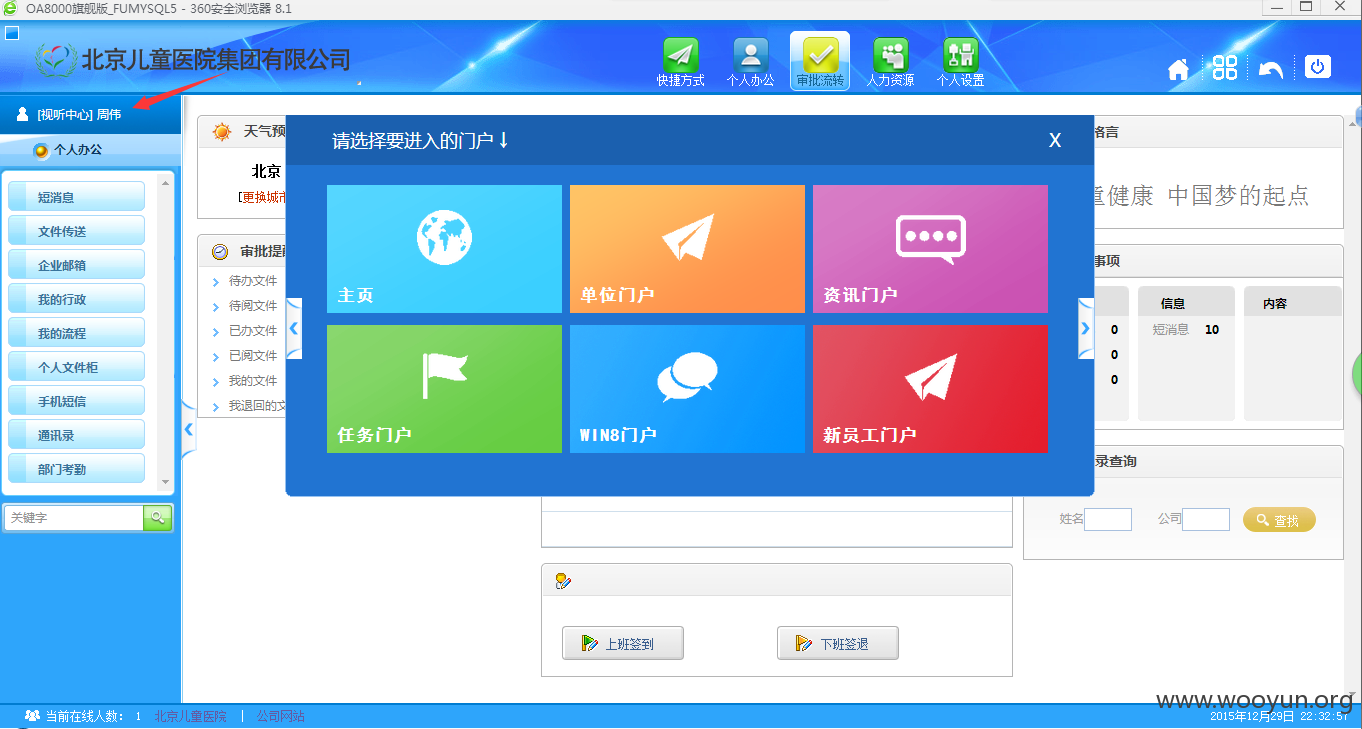 OA8000旗舰版_FUMYSQL5 - 360安全浏览器 8.1
北京儿童医院集团有限公司
快捷方式 个人办公 审批流转 人力资源 个人设置
[视听中心] 周伟
个人办公
短消息
文件传送
企业邮箱
我的行政
我的流程
个人文件柜
手机短信
通讯录
部门考勤
关键字
天气预
北京
[更换城市
审批提醒
待办文件
待阅文件
已办文件
已阅文件
我的文件
我退回的文
请选择要进入的门户↓ X
主页 单位门户 资讯门户
任务门户 WIN8门户 新员工门户
格言
童健康 中国梦的起点
事项
信息 内容
0 短消息 10
0
0
录查询
姓名 公司 查找
上班签到 下班签退
当前在线人数: 1 北京儿童医院 | 公司网站
www.wooyun.org
2015年12月29日 22:32:57